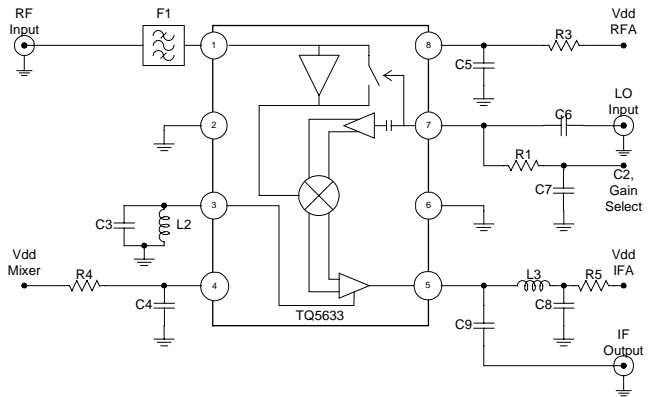 RF
Input
F1
Vdd
RFA
R3
C5
1
8
LO
Input
C6
2
7
R1
C2,
Gain
Select
C7
3
6
C3
L2
Vdd
Mixer
R4
C4
4
5
L3
Vdd
IFA
R5
C8
C9
TQ5633
IF
Output